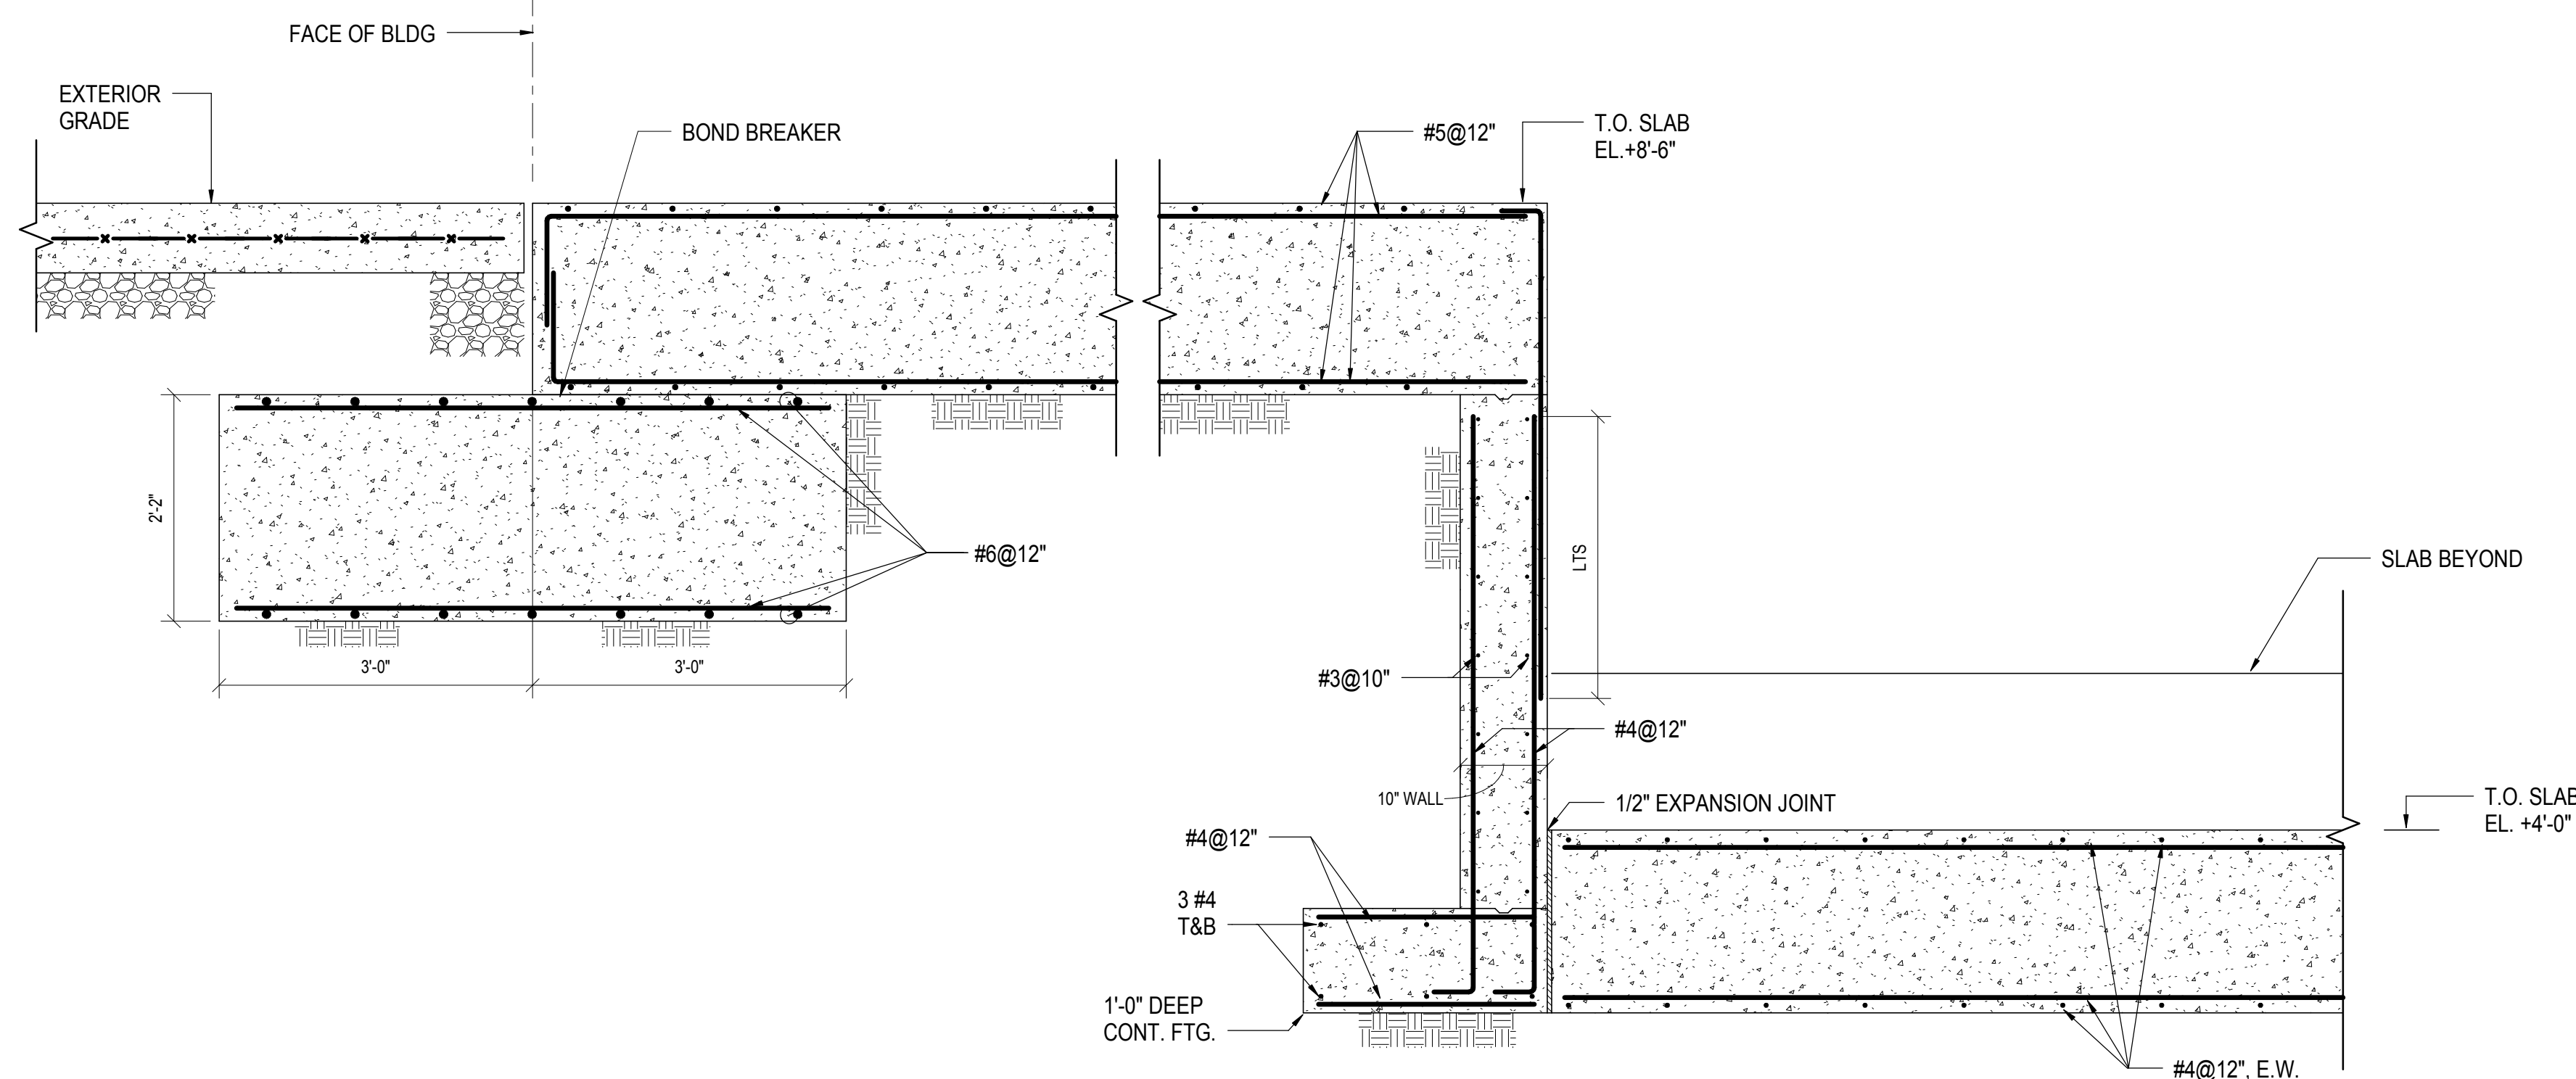 FACE OF BLDG
EXTERIOR
GRADE
BOND BREAKER
#5@12"
T.O. SLAB
EL.+8'-6"
2'-2"
#6@12"
3'-0"
3'-0"
LTS
SLAB BEYOND
#3@10"
#4@12"
10" WALL
1/2" EXPANSION JOINT
T.O. SLAB
EL. +4'-0"
#4@12"
3 #4
T&B
1'-0" DEEP
CONT. FTG.
#4@12", E.W.